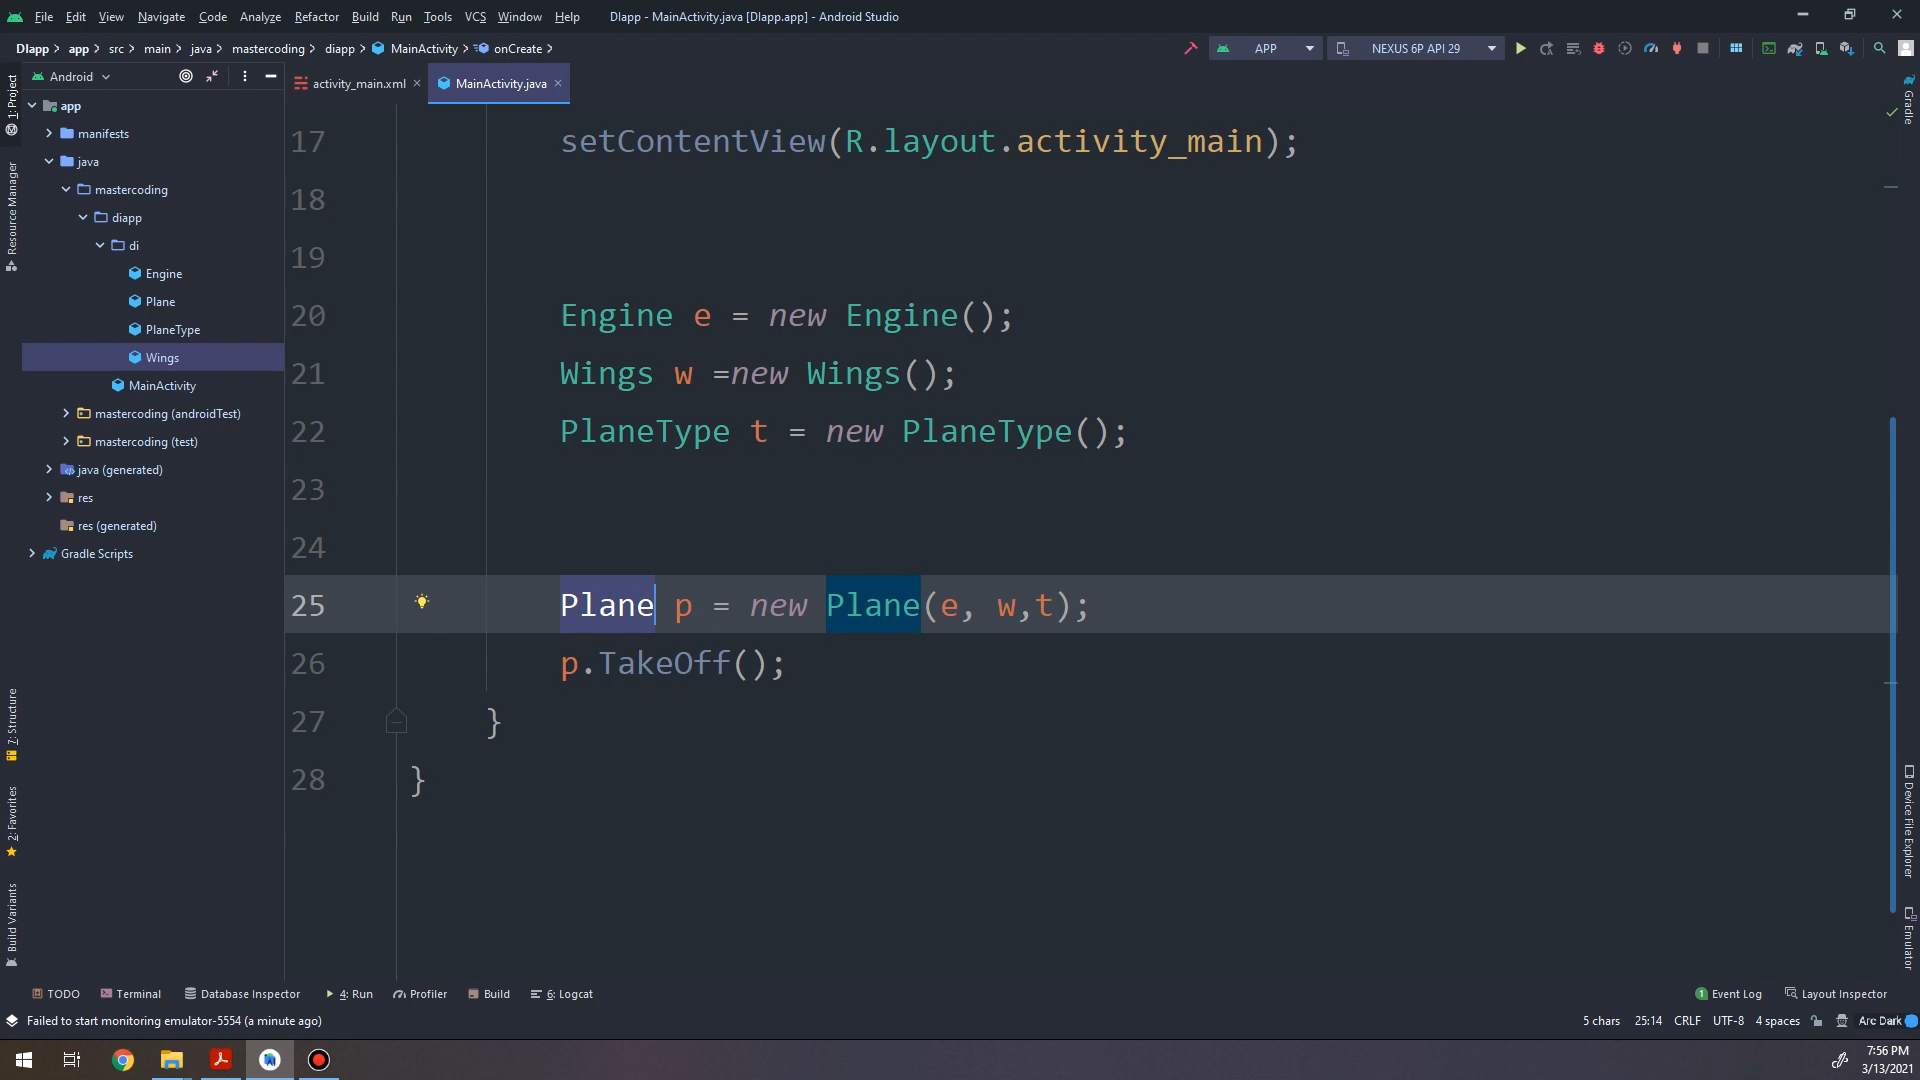 File Edit View Navigate Code Analyze Refactor Build Run Tools VCS Window Help DIapp - MainActivity.java [DIapp.app] - Android Studio
DIapp app src main java mastercoding diapp MainActivity onCreate APP NEXUS 6P API 29
Android
activity_main.xml
MainActivity.java
1: Project
Resource Manager
7: Structure
2: Favorites
Build Variants
app
manifests
java
mastercoding
diapp
di
Engine
Plane
PlaneType
Wings
MainActivity
mastercoding (androidTest)
mastercoding (test)
java (generated)
res
res (generated)
Gradle Scripts
17 setContentView(R.layout.activity_main);
18
19
20 Engine e = new Engine();
21 Wings w =new Wings();
22 PlaneType t = new PlaneType();
23
24
25 Plane p = new Plane(e, w,t);
26 p.TakeOff();
27 }
28 }
Gradle
Device File Explorer
Emulator
TODO Terminal Database Inspector 4: Run Profiler Build 6: Logcat 1 Event Log Layout Inspector
Failed to start monitoring emulator-5554 (a minute ago) 5 chars 25:14 CRLF UTF-8 4 spaces Arc Dark
7:56 PM
3/13/2021